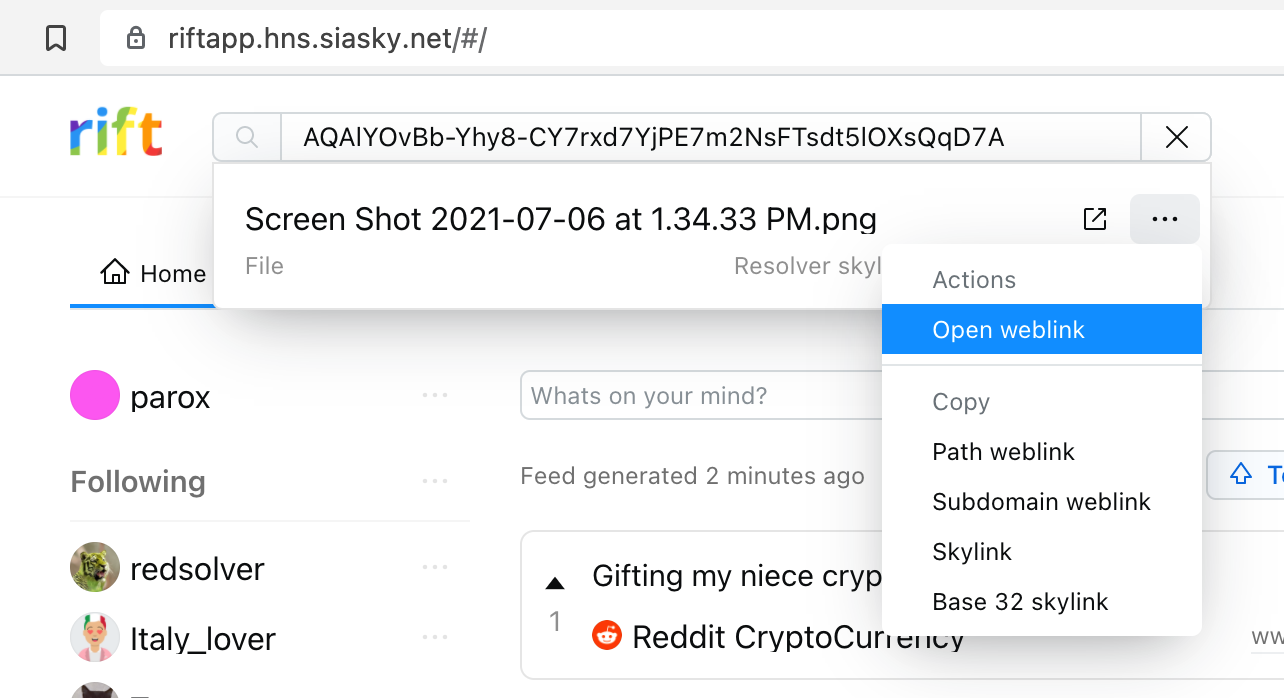 riftapp.hns.siasky.net/#/
rift
AQAlYOvBb-Yhy8-CY7rxd7YjPE7m2NsFTsdt5lOXsQqD7A
Screen Shot 2021-07-06 at 1.34.33 PM.png
File
Resolver skyl
Actions
Open weblink
Copy
Path weblink
Subdomain weblink
Skylink
Base 32 skylink
Home
parox
Following
redsolver
Italy_lover
Whats on your mind?
Feed generated 2 minutes ago
Gifting my niece cryp
1
Reddit CryptoCurrency